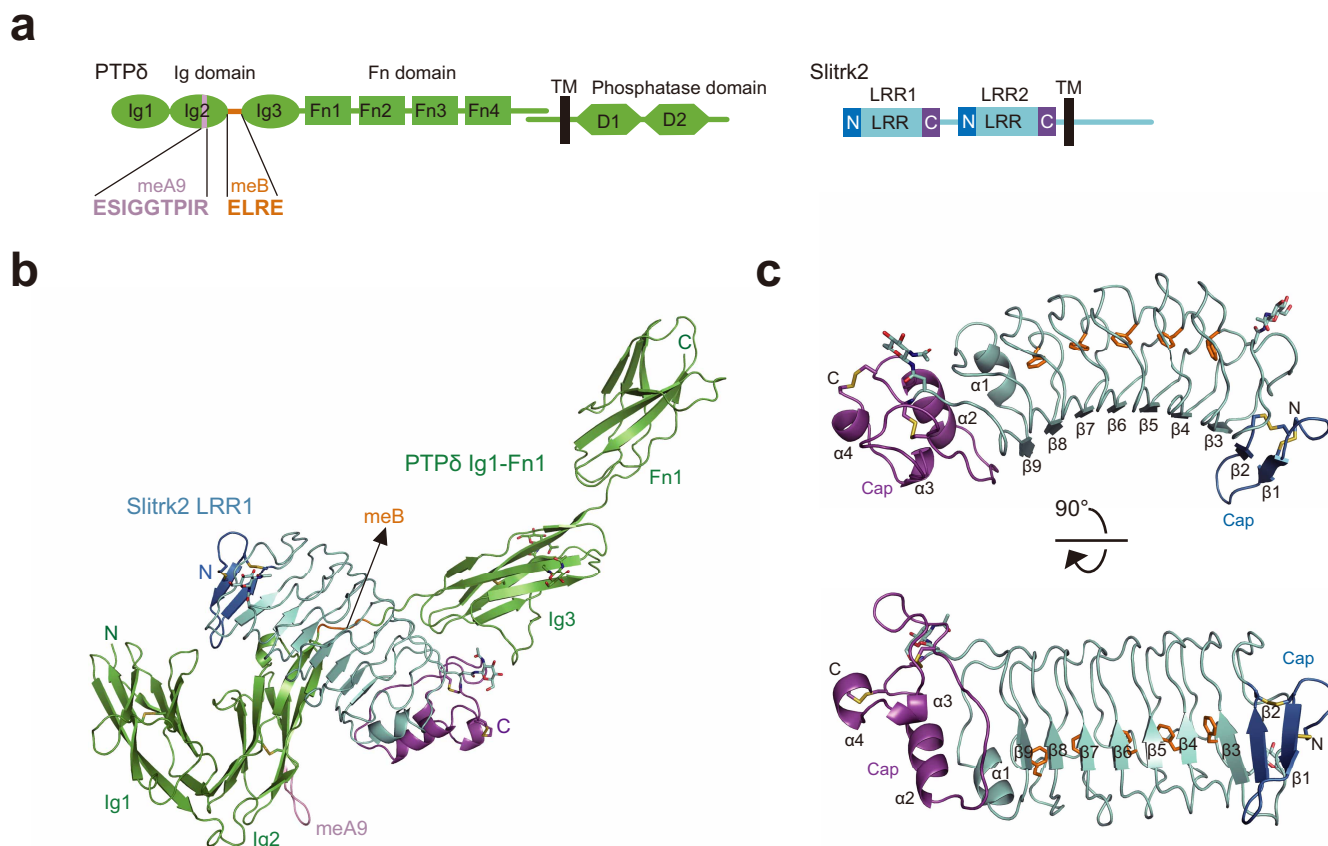 a
PTPδ
Ig domain
Fn domain
TM
Phosphatase domain
Ig1
Ig2
Ig3
Fn1
Fn2
Fn3
Fn4
D1
D2
meA9
meB
ESIGGTPIR
ELRE
Slitrk2
LRR1
LRR2
TM
N
LRR
C
N
LRR
C
b
C
PTPδ Ig1-Fn1
Fn1
Slitrk2 LRR1
meB
N
Ig3
N
C
Ig1
Ig2
meA9
c
C
α1
α2
α4
α3
Cap
β9
β8
β7
β6
β5
β4
β3
N
β2
β1
Cap
90°
Cap
C
α3
α4
β2
β9
β8
β7
β6
β5
β4
β3
N
Cap
α1
β1
α2